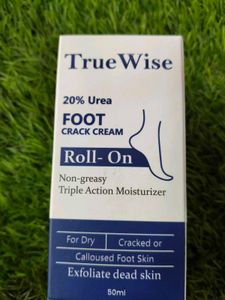 TrueWise
20% Urea
FOOT
CRACK CREAM
Roll- On
Non-greasy
Triple Action Moisturizer
For Dry
Cracked or
Calloused Foot Skin
Exfoliate dead skin
50ml